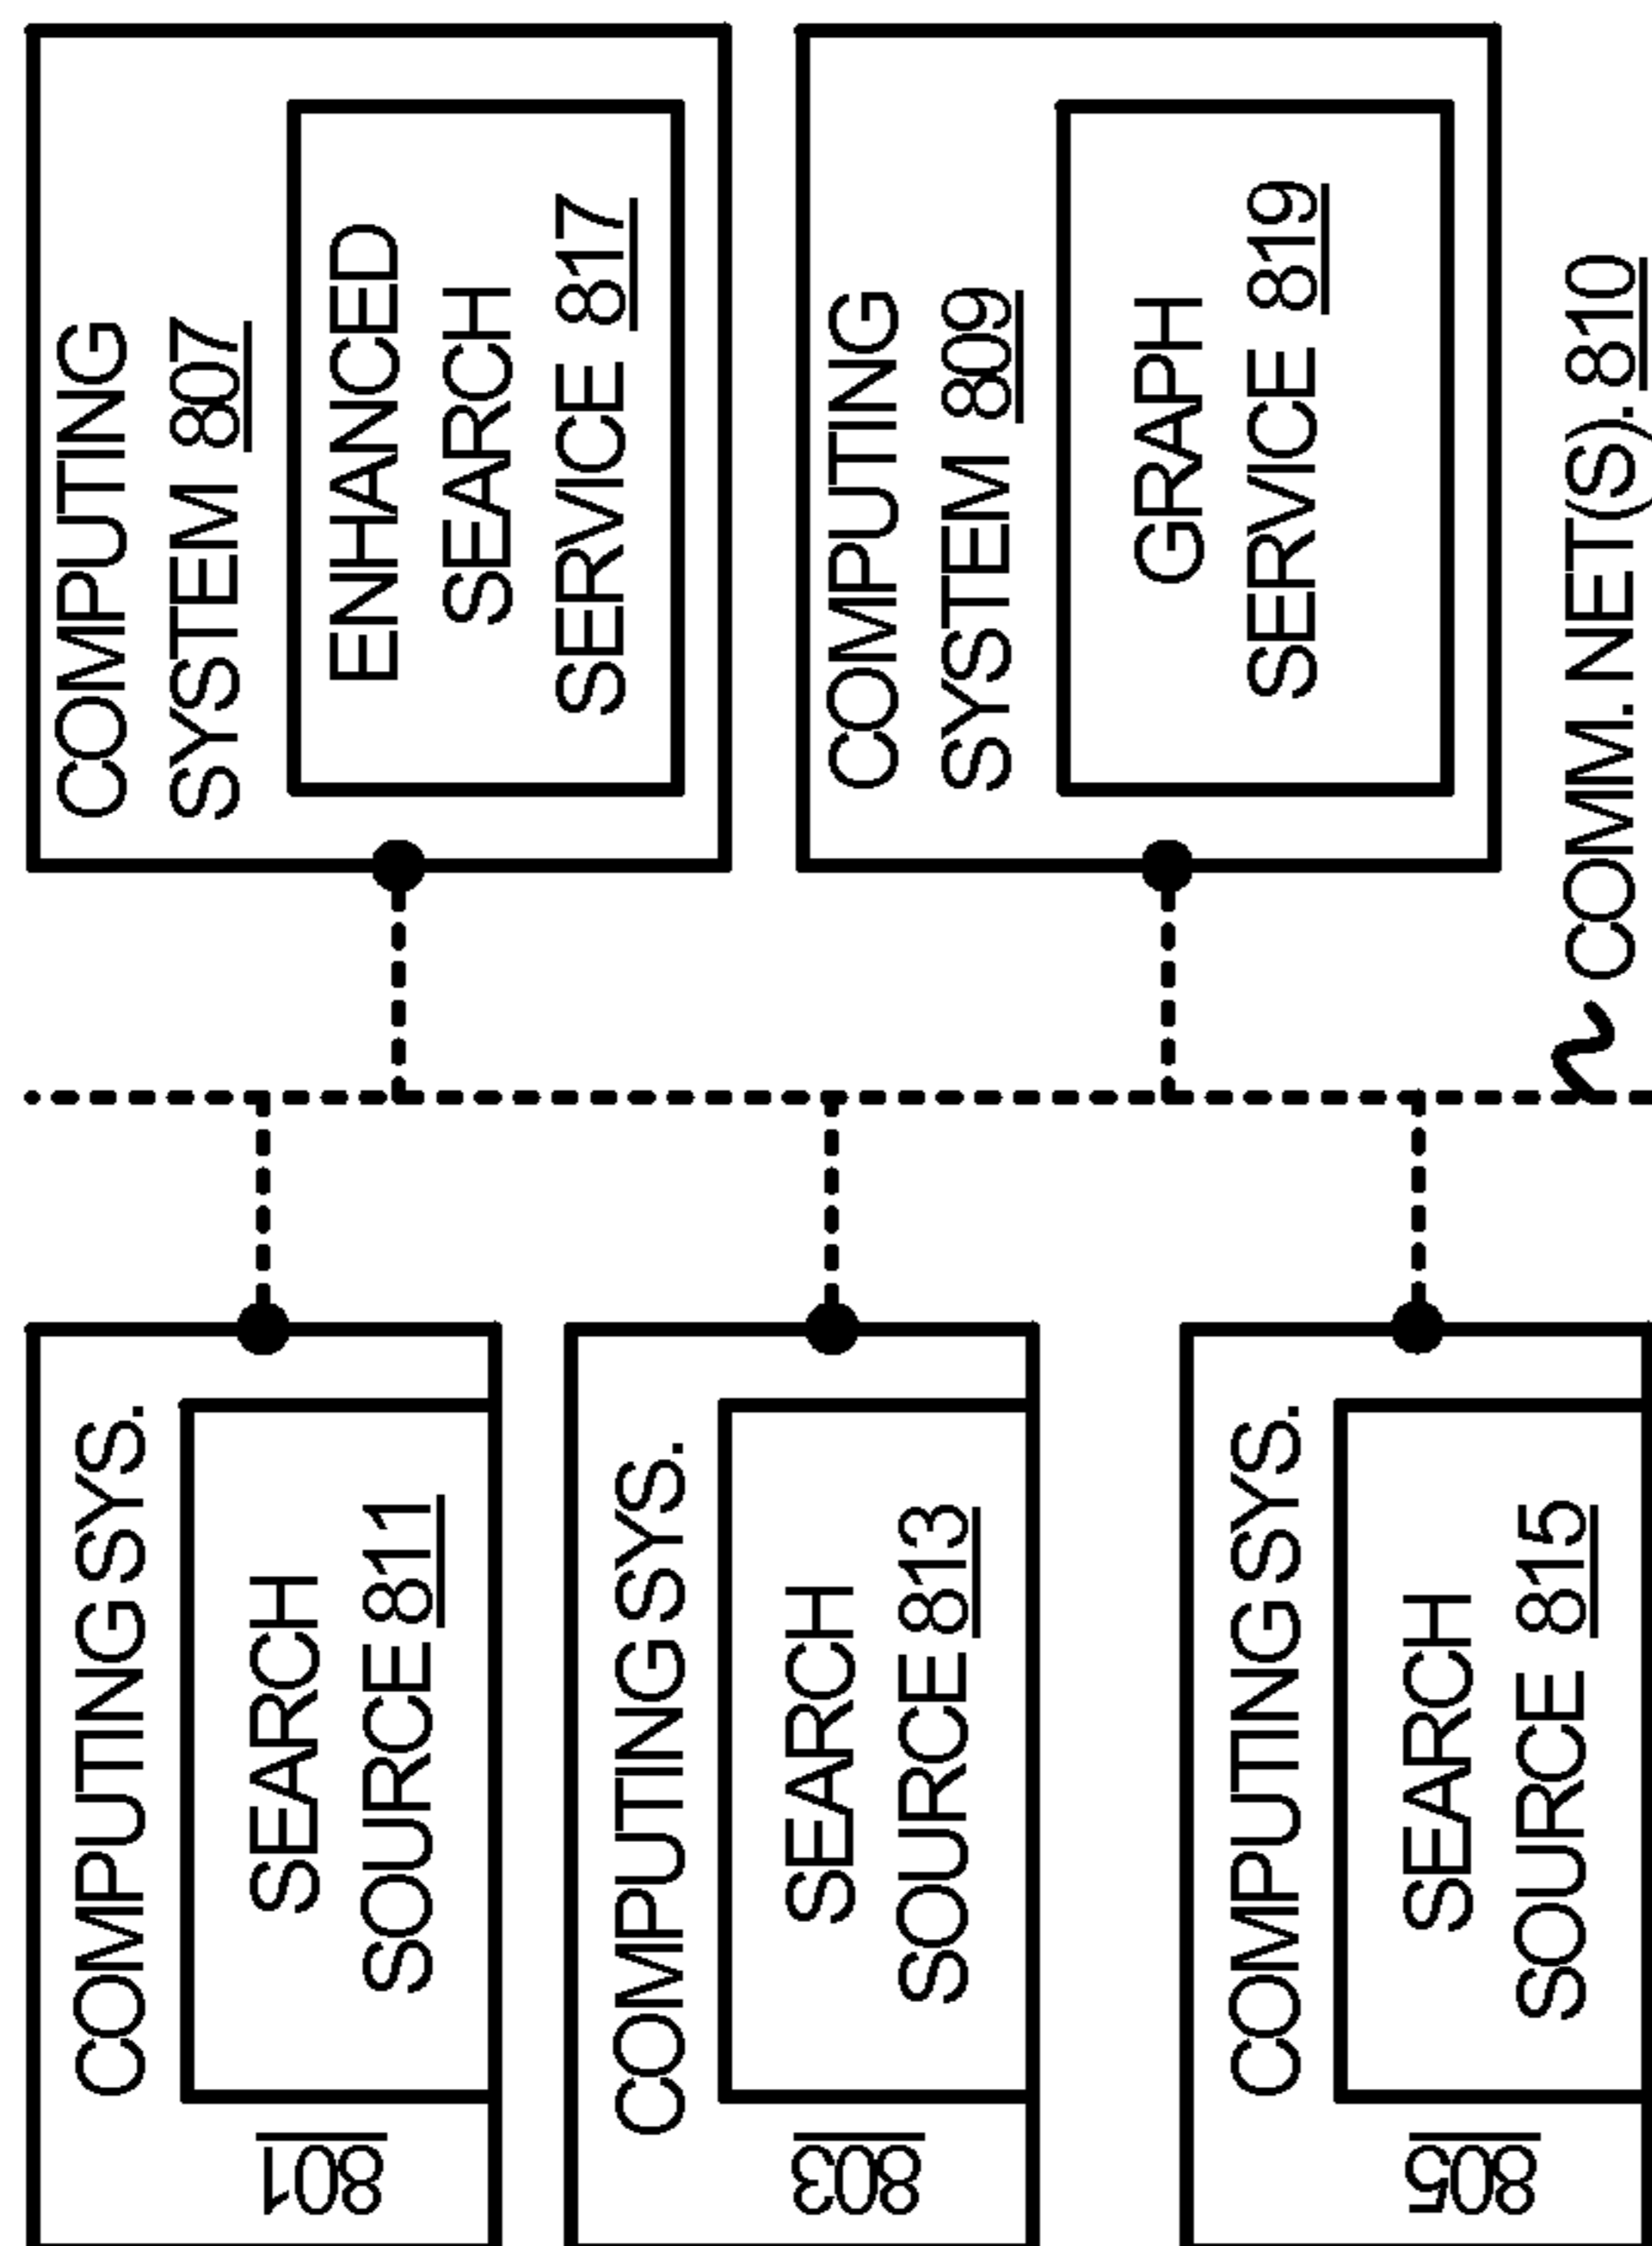 COMPUTING SYS.
SEARCH
SOURCE 811
801
COMPUTING SYS.
SEARCH
SOURCE 813
803
COMPUTING SYS.
SEARCH
SOURCE 815
805
COMPUTING
SYSTEM 807
ENHANCED
SEARCH
SERVICE 817
COMPUTING
SYSTEM 809
GRAPH
SERVICE 819
COMM. NET(S). 810